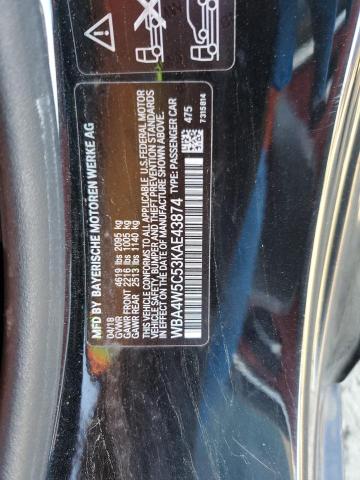 MFD BY BAYERISCHE MOTOREN WERKE AG
04/18
GVWR 4619 lbs 2095 kg
GAWR FRONT 2216 lbs 1005 kg
GAWR REAR 2513 lbs 1140 kg
THIS VEHICLE CONFORMS TO ALL APPLICABLE U.S. FEDERAL MOTOR
VEHICLE SAFETY, BUMPER AND THEFT PREVENTION STANDARDS
IN EFFECT ON THE DATE OF MANUFACTURE SHOWN ABOVE.
WBA4W5C53KAE43874 TYPE: PASSENGER CAR
475
7315814